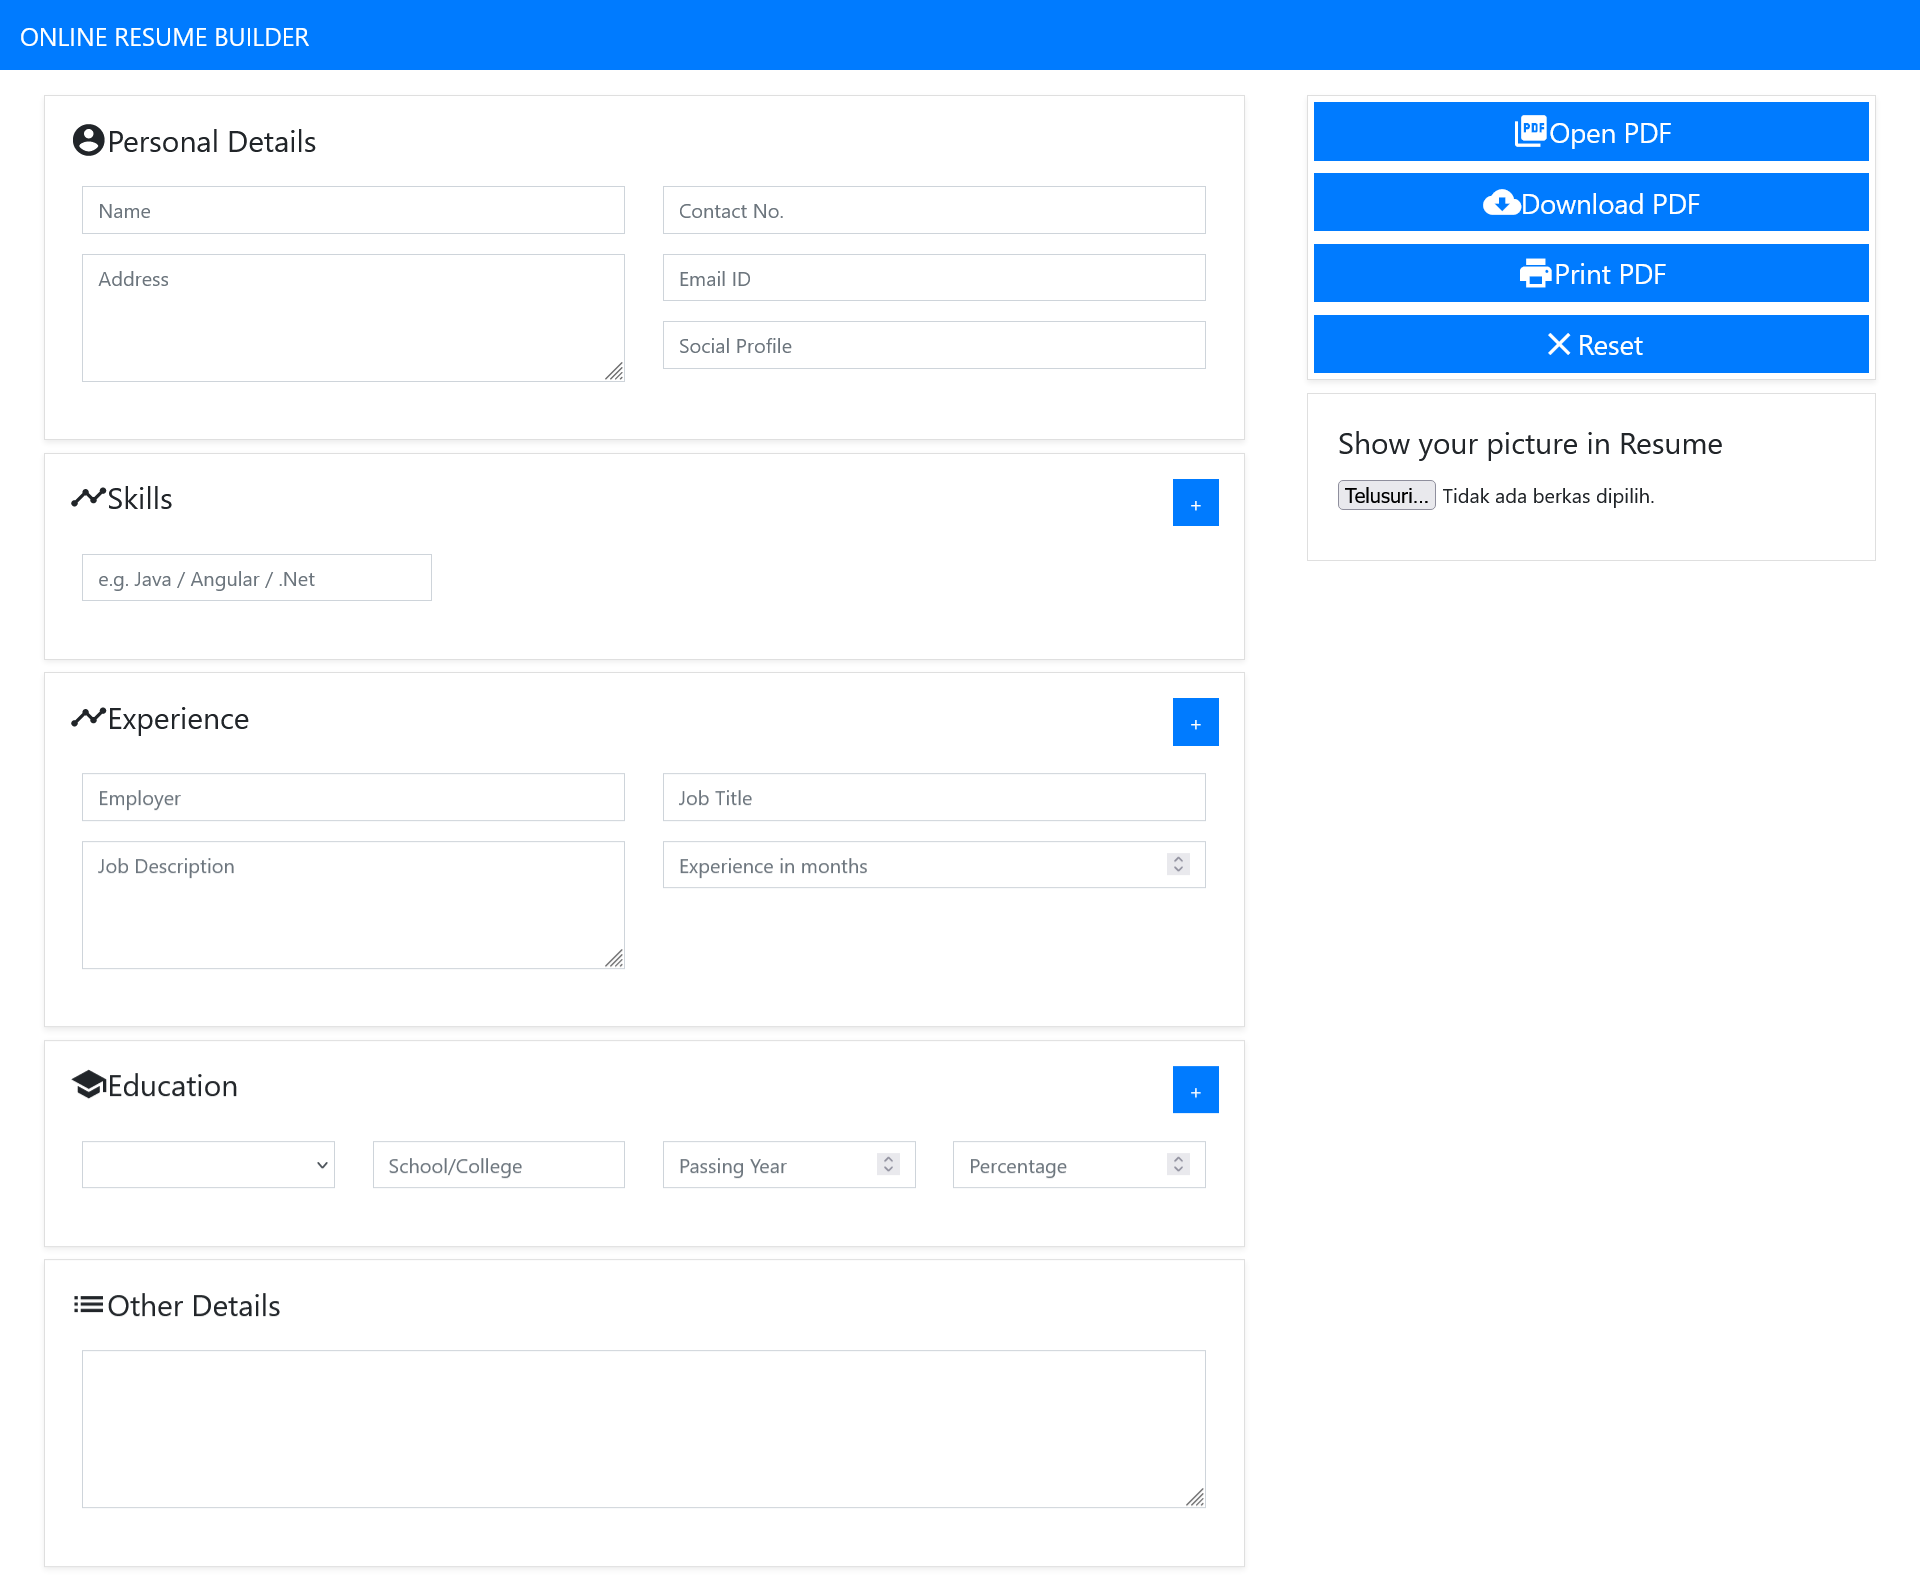 ONLINE RESUME BUILDER
Personal Details
Name
Contact No.
Address
Email ID
Social Profile
Skills
+
e.g. Java / Angular / .Net
Experience
+
Employer
Job Title
Job Description
Experience in months
Education
+
School/College
Passing Year
Percentage
Other Details
PDF Open PDF
Download PDF
Print PDF
Reset
Show your picture in Resume
Telusuri... Tidak ada berkas dipilih.